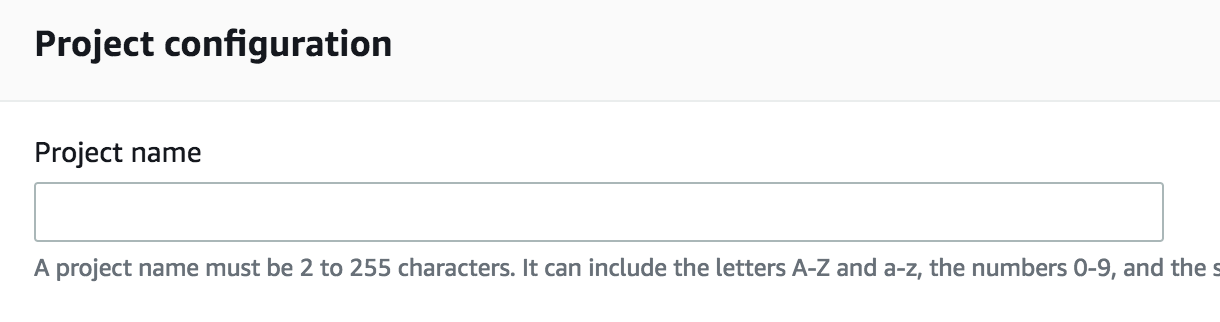 Project configuration
Project name
A project name must be 2 to 255 characters. It can include the letters A-Z and a-z, the numbers 0-9, and the